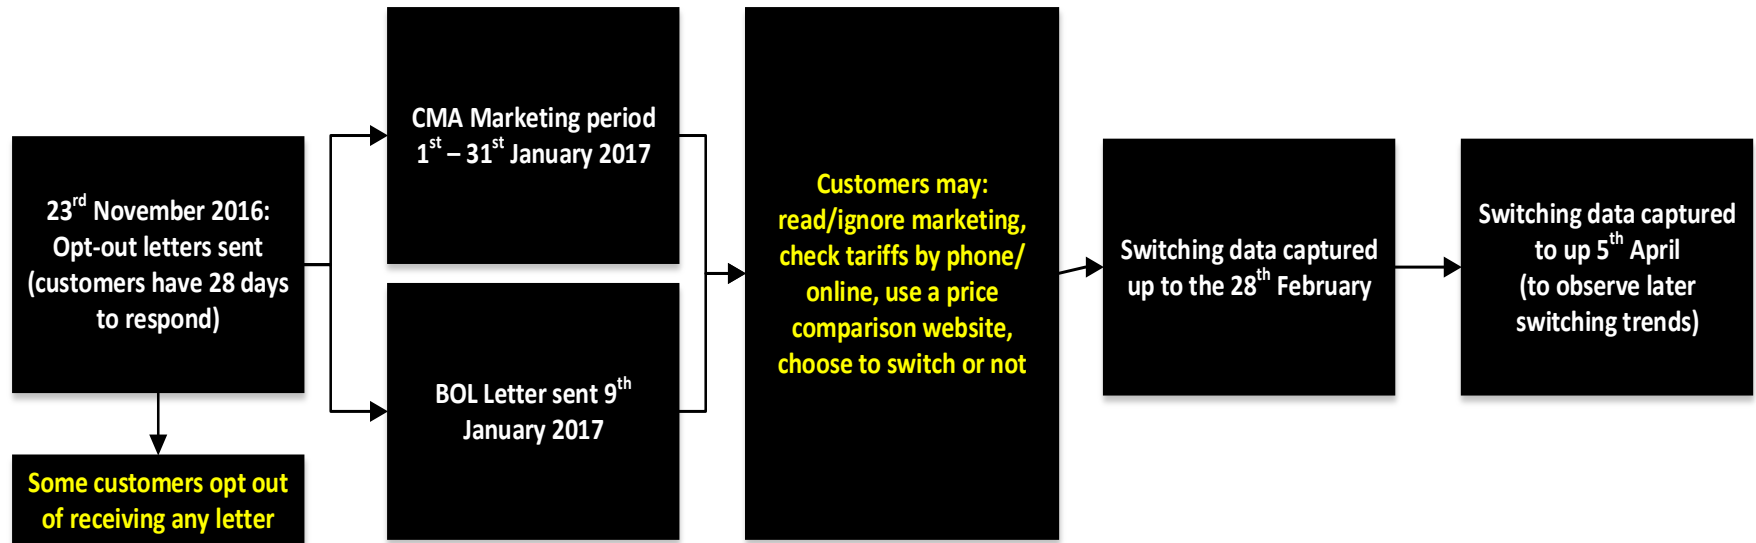 23rd November 2016:
Opt-out letters sent
(customers have 28 days
to respond)
Some customers opt out
of receiving any letter
CMA Marketing period
1st – 31st January 2017
BOL Letter sent 9th
January 2017
Customers may:
read/ignore marketing,
check tariffs by phone/
online, use a price
comparison website,
choose to switch or not
Switching data captured
up to the 28th February
Switching data captured
to up 5th April
(to observe later
switching trends)